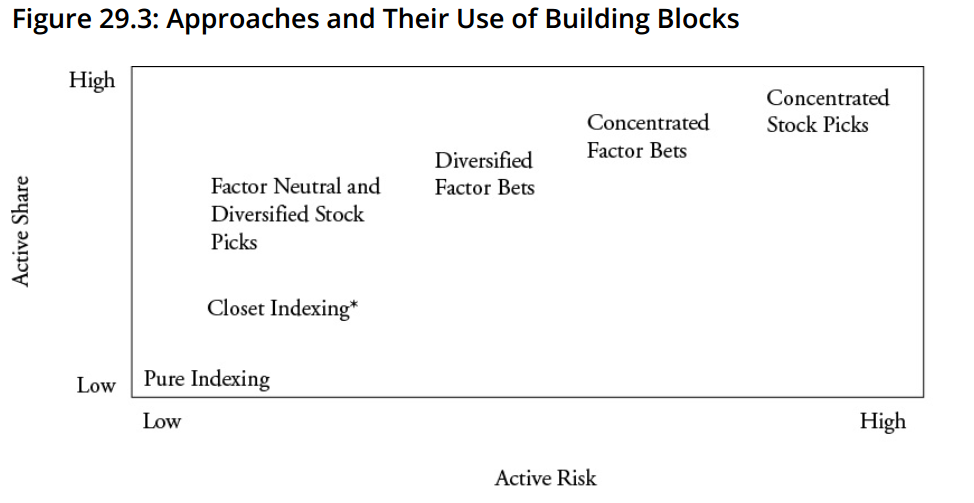 Figure 29.3: Approaches and Their Use of Building Blocks
High
Concentrated
Stock Picks
Concentrated
Factor Bets
Diversified
Factor Bets
Factor Neutral and
Diversified Stock
Picks
Active Share
Closet Indexing*
Pure Indexing
Low
Low
High
Active Risk